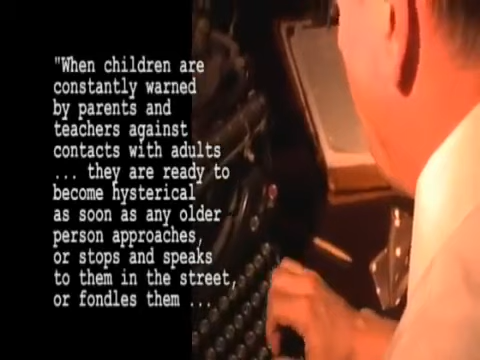 "When children are
constantly warned
by parents and
teachers against
contacts with adults
... they are ready to
become hysterical
as soon as any older
person approaches,
or stops and speaks
to them in the street,
or fondles them ...